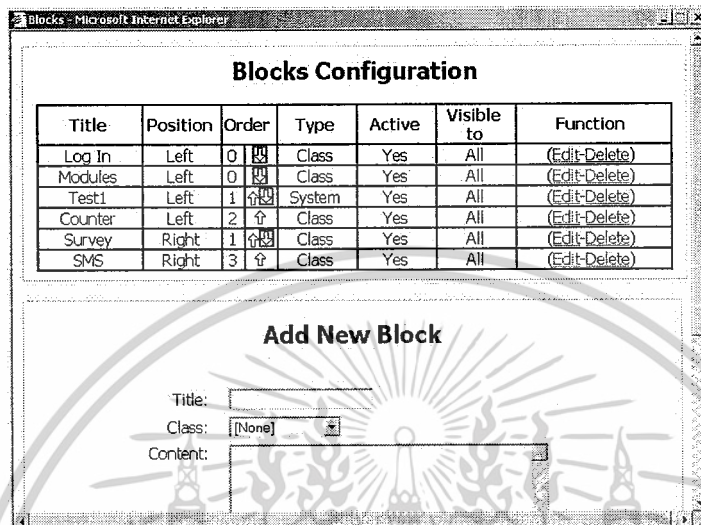 Blocks - Microsoft Internet Explorer
Blocks Configuration
Title Position Order Type Active Visible to Function
Log In Left 0 Class Yes All (Edit-Delete)
Modules Left 0 Class Yes All (Edit-Delete)
Test1 Left 1 System Yes All (Edit-Delete)
Counter Left 2 Class Yes All (Edit-Delete)
Survey Right 1 Class Yes All (Edit-Delete)
SMS Right 3 Class Yes All (Edit-Delete)
Add New Block
Title:
Class: [None]
Content: